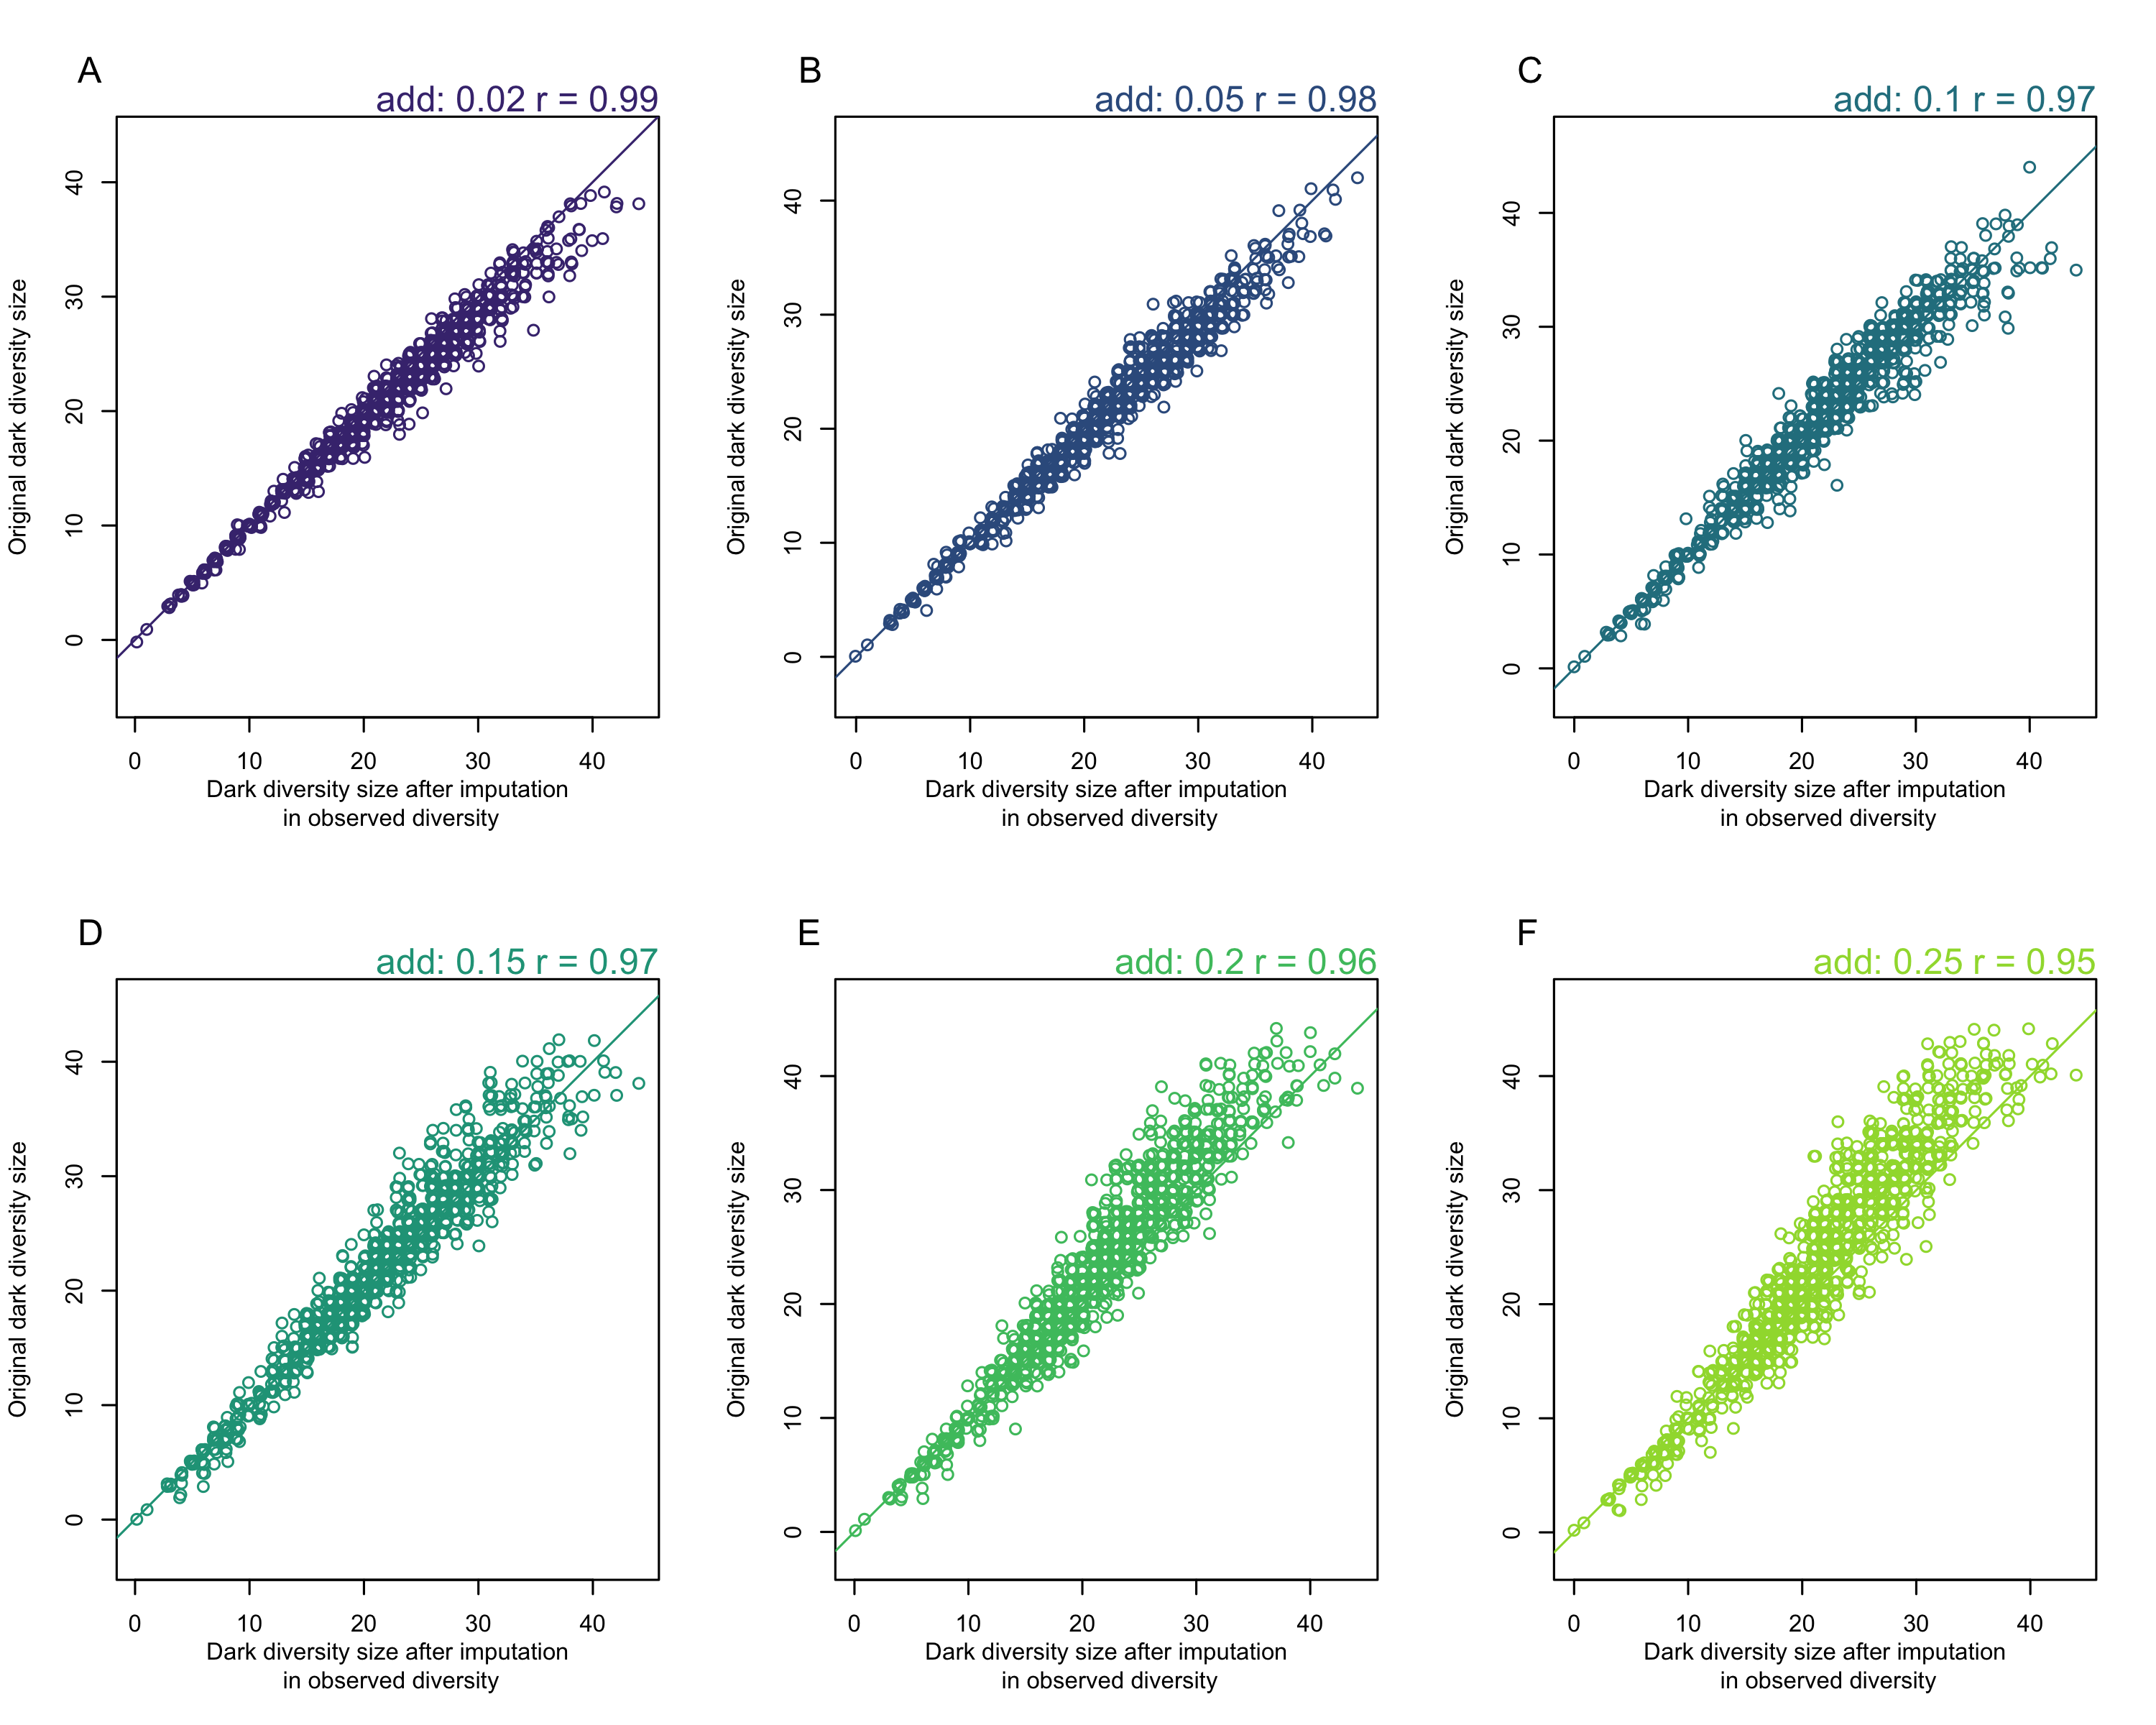 A
add: 0.02 r = 0.99
Original dark diversity size
40
30
20
10
0
0 10 20 30 40
Dark diversity size after imputation
in observed diversity
B
add: 0.05 r = 0.98
Original dark diversity size
40
30
20
10
0
0 10 20 30 40
Dark diversity size after imputation
in observed diversity
C
add: 0.1 r = 0.97
Original dark diversity size
40
30
20
10
0
0 10 20 30 40
Dark diversity size after imputation
in observed diversity
D
add: 0.15 r = 0.97
Original dark diversity size
40
30
20
10
0
0 10 20 30 40
Dark diversity size after imputation
in observed diversity
E
add: 0.2 r = 0.96
Original dark diversity size
40
30
20
10
0
0 10 20 30 40
Dark diversity size after imputation
in observed diversity
F
add: 0.25 r = 0.95
Original dark diversity size
40
30
20
10
0
0 10 20 30 40
Dark diversity size after imputation
in observed diversity